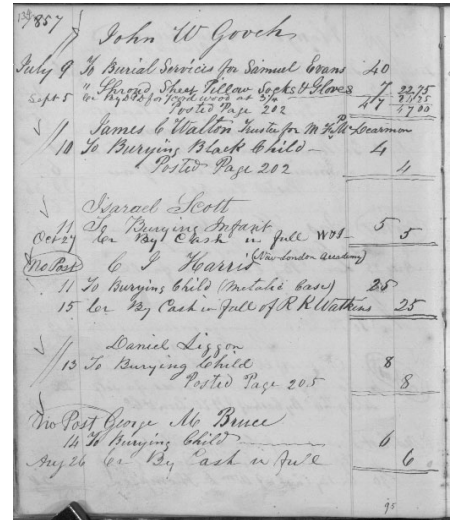 1857
John W Gooch
July 9 To Burial Services for Samuel Evans 40
" Shroud Sheet Pillow Socks & Gloves 7 22.75
Sept 5 Cr By wood at 47 24.25
Posted Page 202 47.00
James C Walton Trustee for M Dearmon
10 To Burying Black Child 4
Posted Page 202 4
Isarael Scott
11 To Burying Infant 5
Oct 27 Cr By Cash in full 5
No Post C I Harris (New London Academy)
11 To Burying Child (Metalic Case) 25
15 Cr By Cash in full of R K Watkins 25
Daniel Liggon
13 To Burying Child 8
Posted Page 205 8
No Post George Mc Bruce
14 To Burying Child 6
Aug 26 Cr By Cash in full 6
95